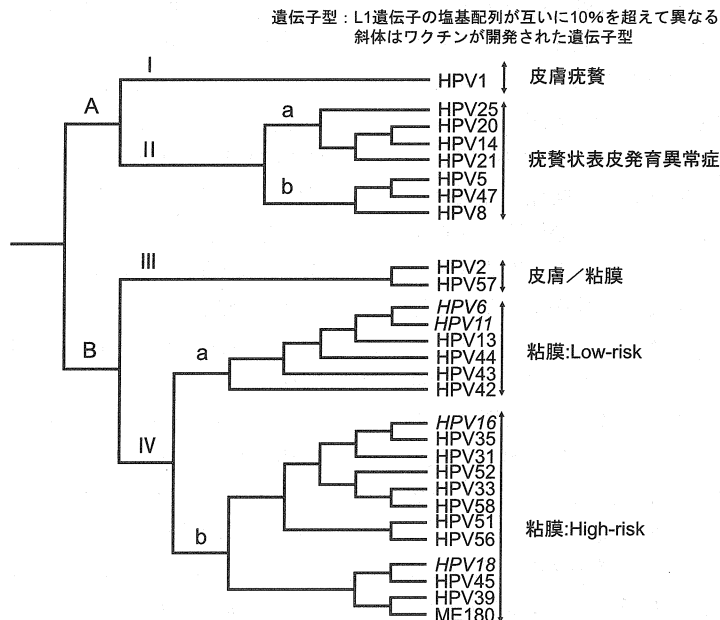 遺伝子型：L1遺伝子の塩基配列が互いに10％を超えて異なる
斜体はワクチンが開発された遺伝子型
I
HPV1
皮膚疣贅
A
a
HPV25
HPV20
II
HPV14
HPV21
疣贅状表皮発育異常症
b
HPV5
HPV47
HPV8
III
HPV2
HPV57
皮膚／粘膜
HPV6
HPV11
B
a
HPV13
HPV44
粘膜:Low-risk
HPV43
HPV42
HPV16
HPV35
IV
HPV31
HPV52
HPV33
HPV58
HPV51
粘膜:High-risk
b
HPV56
HPV18
HPV45
HPV39
ME180